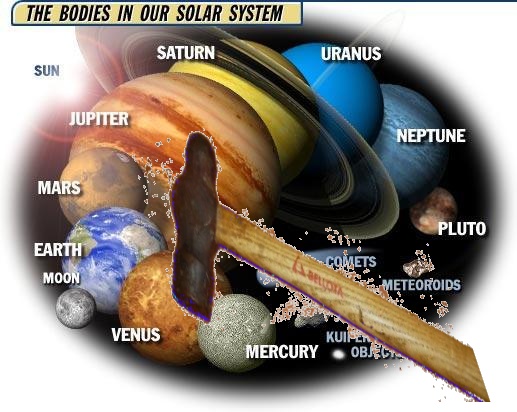 THE BODIES IN OUR SOLAR SYSTEM
SATURN
URANUS
SUN
JUPITER
NEPTUNE
MARS
PLUTO
EARTH
COMETS
MOON
BELLOTA
METEOROIDS
VENUS
MERCURY